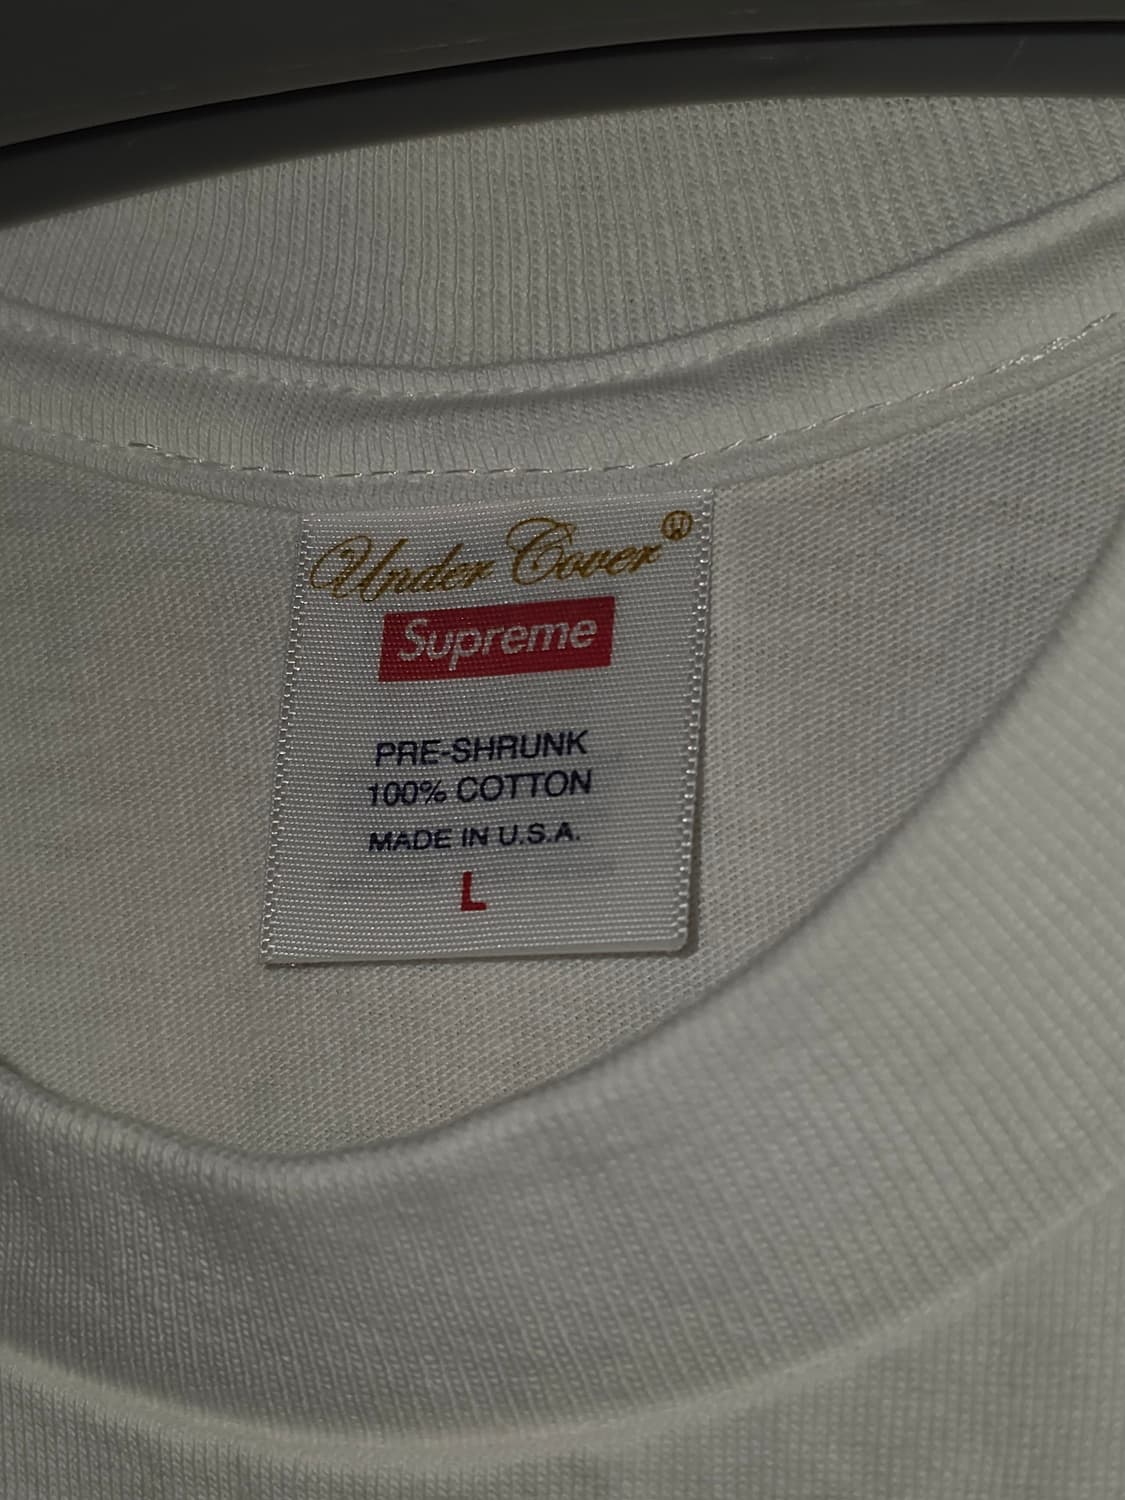 Under Cover
Supreme
PRE-SHRUNK
100% COTTON
MADE IN U.S.A.
L